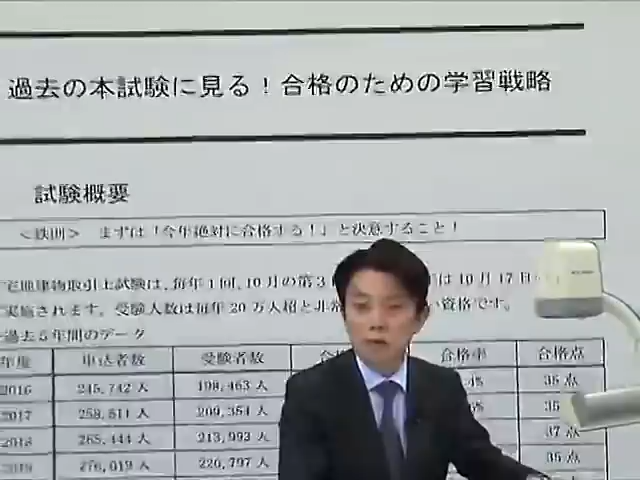 過去の本試験に見る！合格のための学習戦略
試験概要
＜鉄則＞ まずは「今年絶対に合格する！」と決意すること！
宅地建物取引士試験は、毎年1回、10月の第3 は10月17日
実施されます。受験人数は毎年20万人超と非常 い資格です。
過去5年間のデータ
年度 申込者数 受験者数 合 合格率 合格点
2016 245,742人 198,463人 35点
2017 258,511人 209,354人 35
2018 265,444人 213,993人 37点
2019 276,019人 220,797人 35点